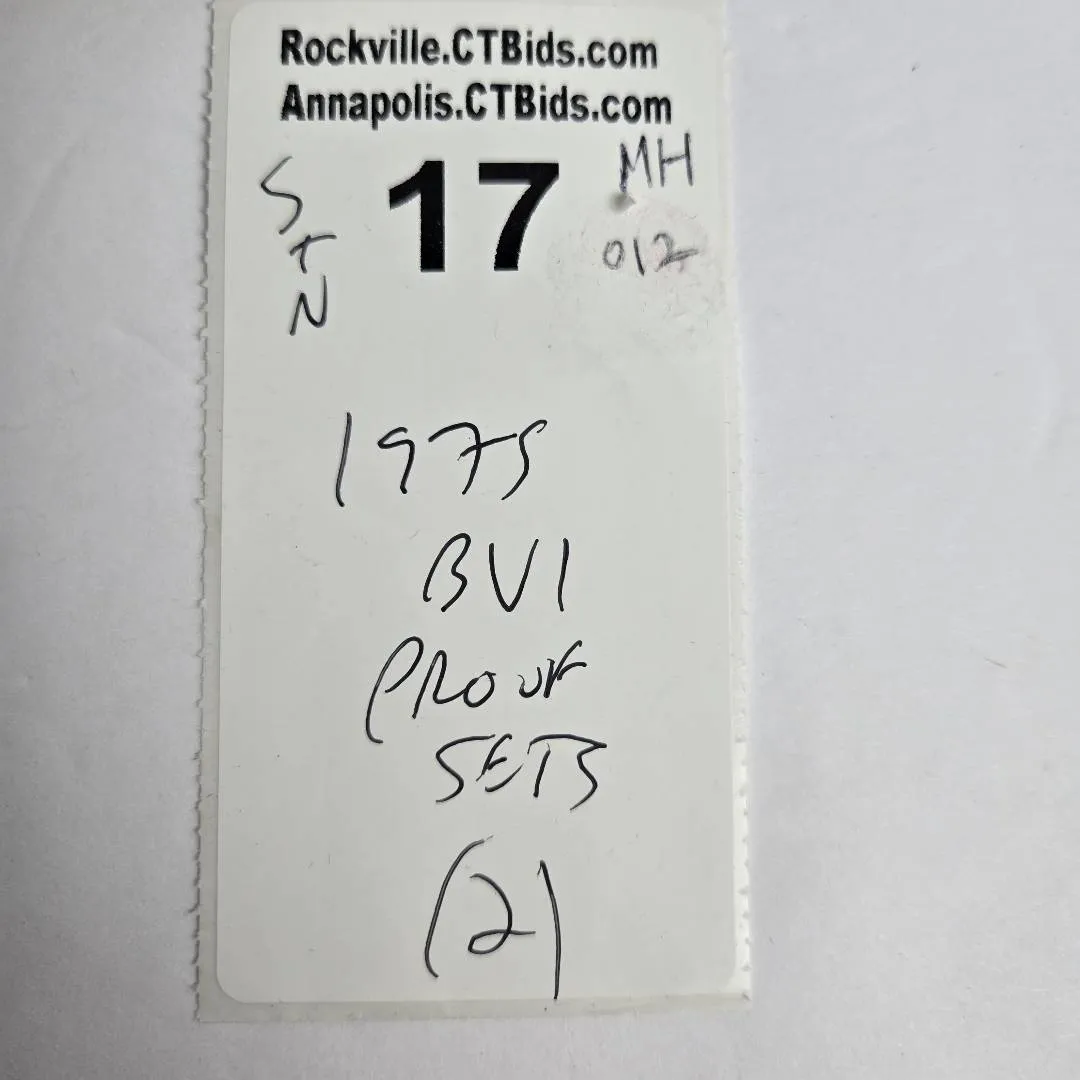 Rockville.CTBids.com
Annapolis.CTBids.com
S+N 17 MH
012
1975
BVI
PROOF
SETS
(2)